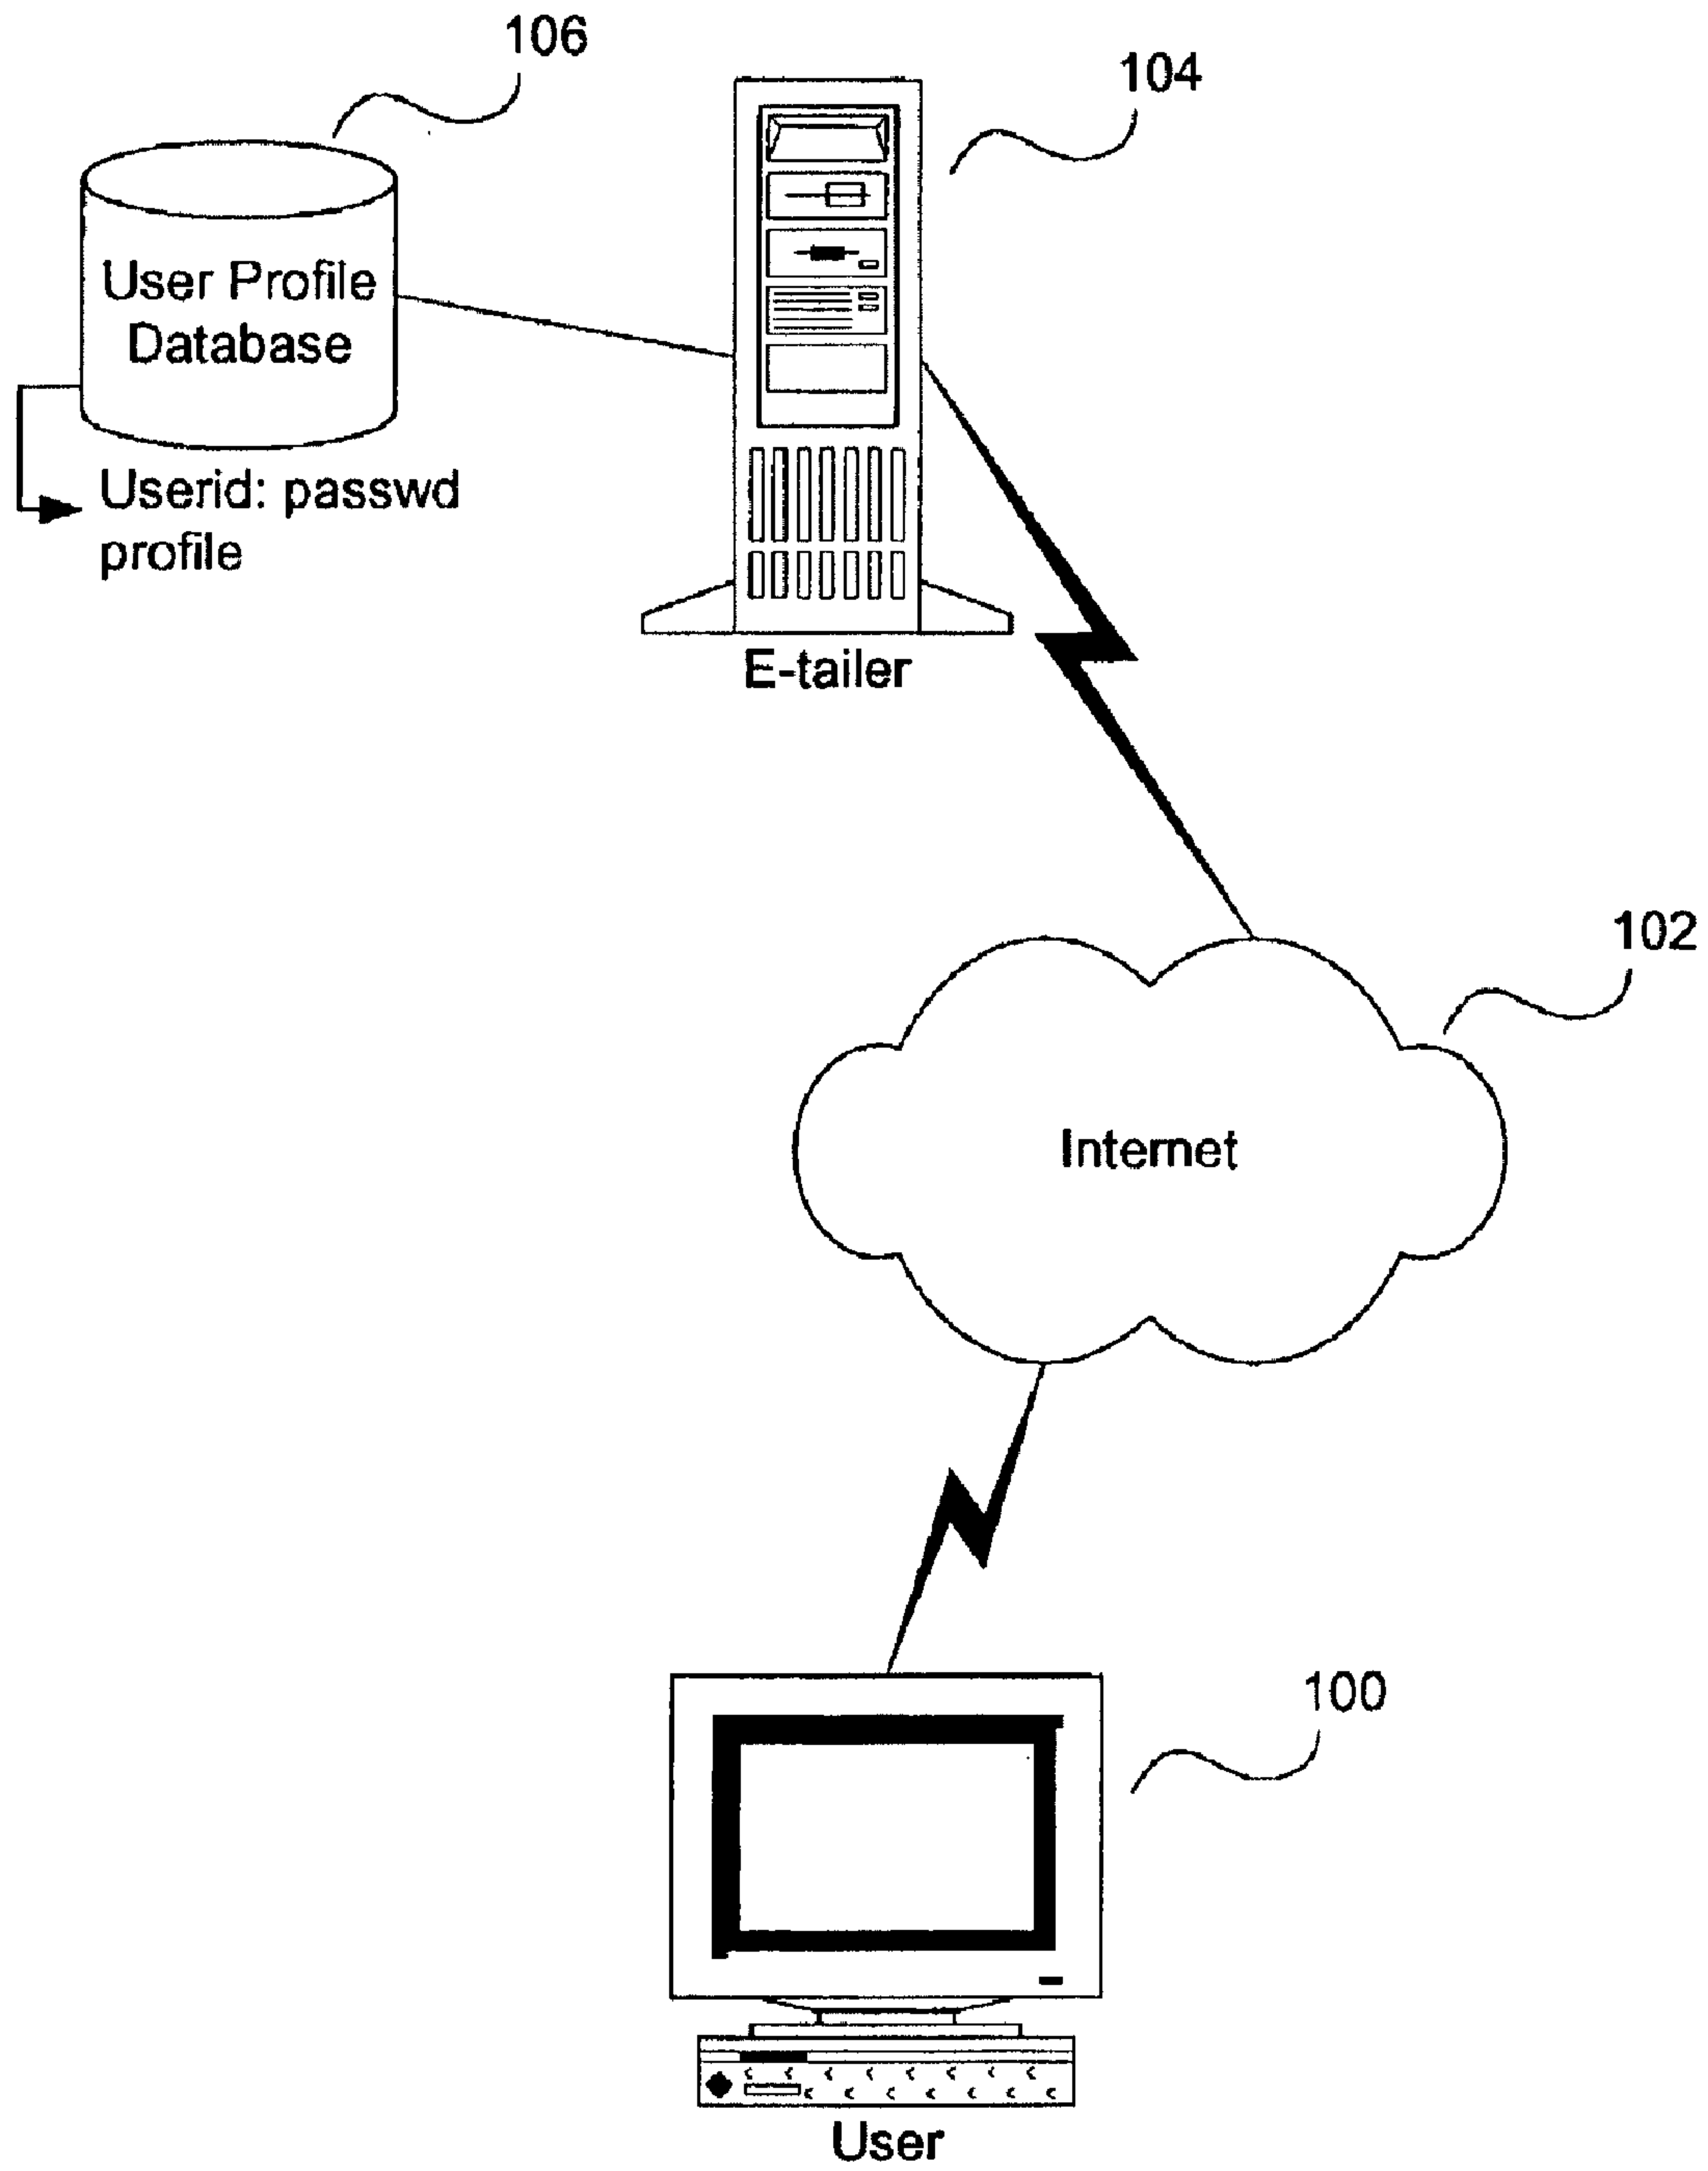 106
104
User Profile
Database
Userid: passwd
profile
E-tailer
102
Internet
100
User